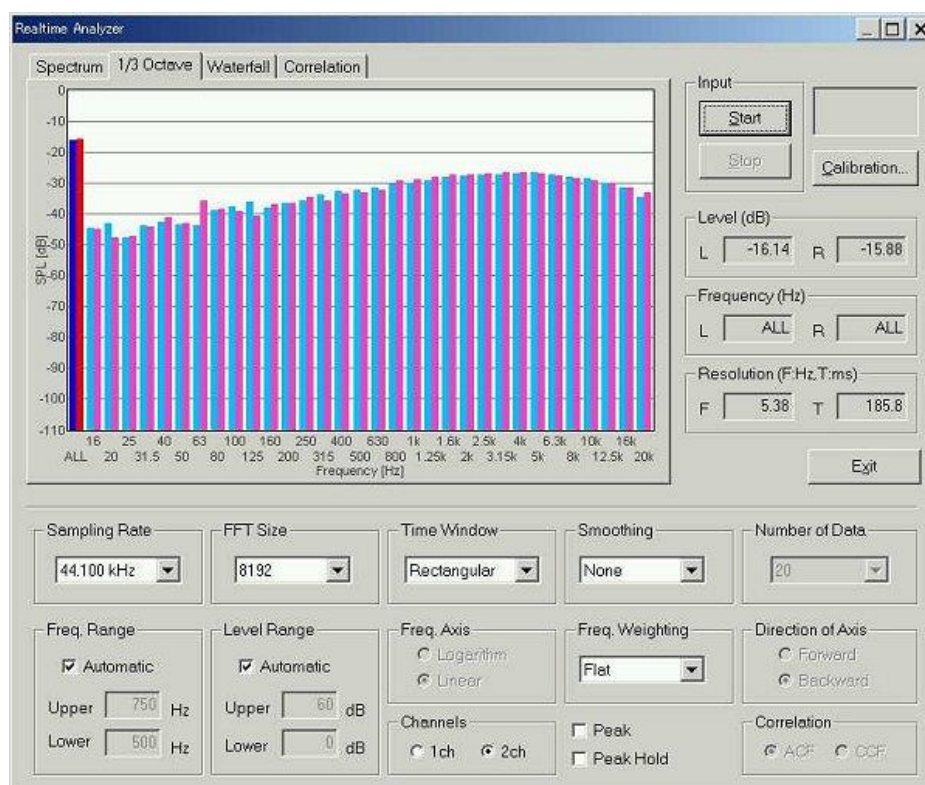 Realtime Analyzer
Spectrum 1/3 Octave Waterfall Correlation
0
-10
-20
-30
-40
-50
-60
-70
-80
-90
-100
-110
SPL [dB]
16 25 40 63 100 160 250 400 630 1k 1.6k 2.5k 4k 6.3k 10k 16k
ALL 20 31.5 50 80 125 200 315 500 800 1.25k 2k 3.15k 5k 8k 12.5k 20k
Frequency [Hz]
Input
Start
Stop
Calibration...
Level (dB)
L -16.14 R -15.88
Frequency (Hz)
L ALL R ALL
Resolution (F:Hz,T:ms)
F 5.38 T 185.8
Exit
Sampling Rate
44.100 kHz
FFT Size
8192
Time Window
Rectangular
Smoothing
None
Number of Data
20
Freq. Range
Automatic
Upper 750 Hz
Lower 500 Hz
Level Range
Automatic
Upper 60 dB
Lower 0 dB
Freq. Axis
Logarithm
Linear
Channels
1ch 2ch
Freq. Weighting
Flat
Peak
Peak Hold
Direction of Axis
Forward
Backward
Correlation
ACF CCF